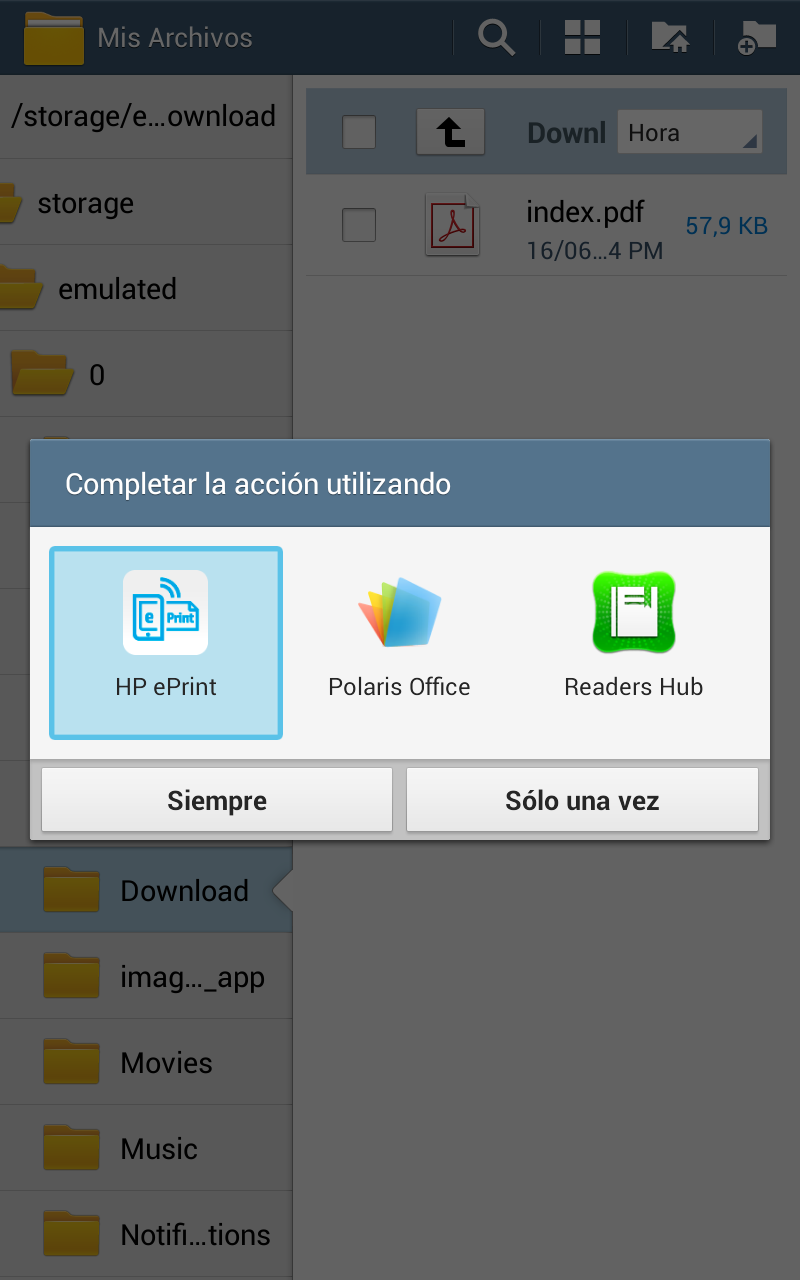 Mis Archivos
/storage/e...ownload
Downl
Hora
storage
index.pdf
57,9 KB
16/06...4 PM
emulated
0
Completar la acción utilizando
e Print
HP ePrint
Polaris Office
Readers Hub
Siempre
Sólo una vez
Download
imag..._app
Movies
Music
Notifi...tions